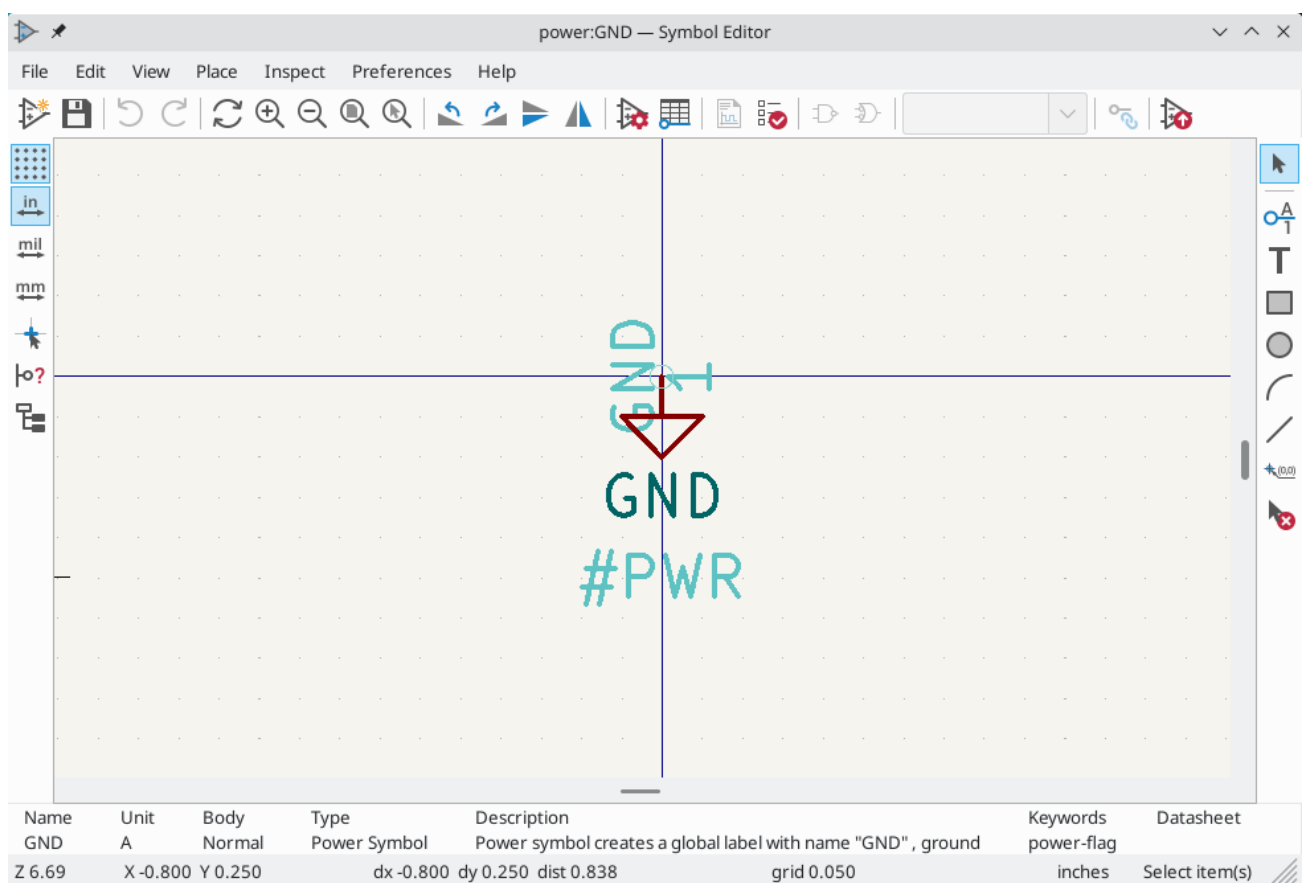 power:GND — Symbol Editor
File Edit View Place Inspect Preferences Help
in
mil
mm
?
A
1
T
(0,0)
GND
1
GND
#PWR
Name Unit Body Type Description Keywords Datasheet
GND A Normal Power Symbol Power symbol creates a global label with name "GND" , ground power-flag
Z 6.69 X -0.800 Y 0.250 dx -0.800 dy 0.250 dist 0.838 grid 0.050 inches Select item(s)